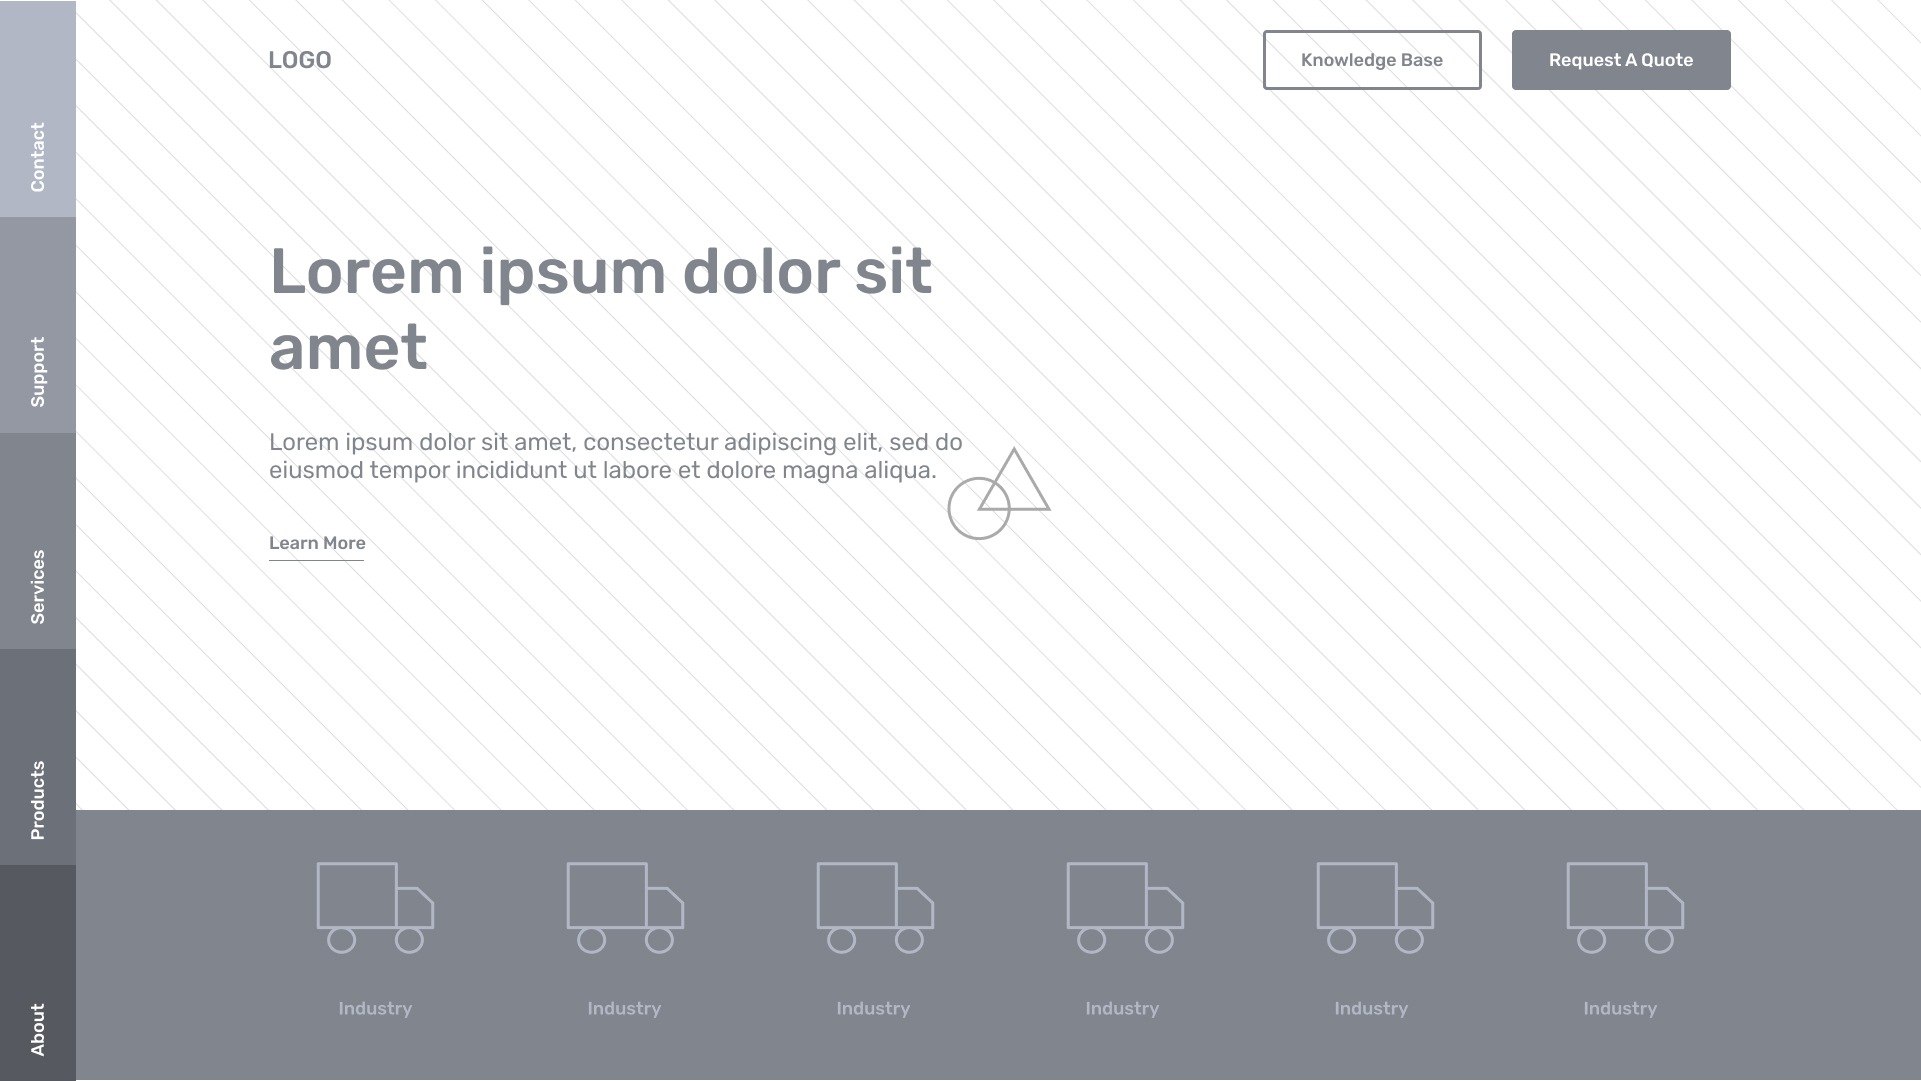 LOGO
Knowledge Base
Request A Quote
Contact
Support
Services
Products
About
Lorem ipsum dolor sit
amet
Lorem ipsum dolor sit amet, consectetur adipiscing elit, sed do
eiusmod tempor incididunt ut labore et dolore magna aliqua.
Learn More
Industry
Industry
Industry
Industry
Industry
Industry